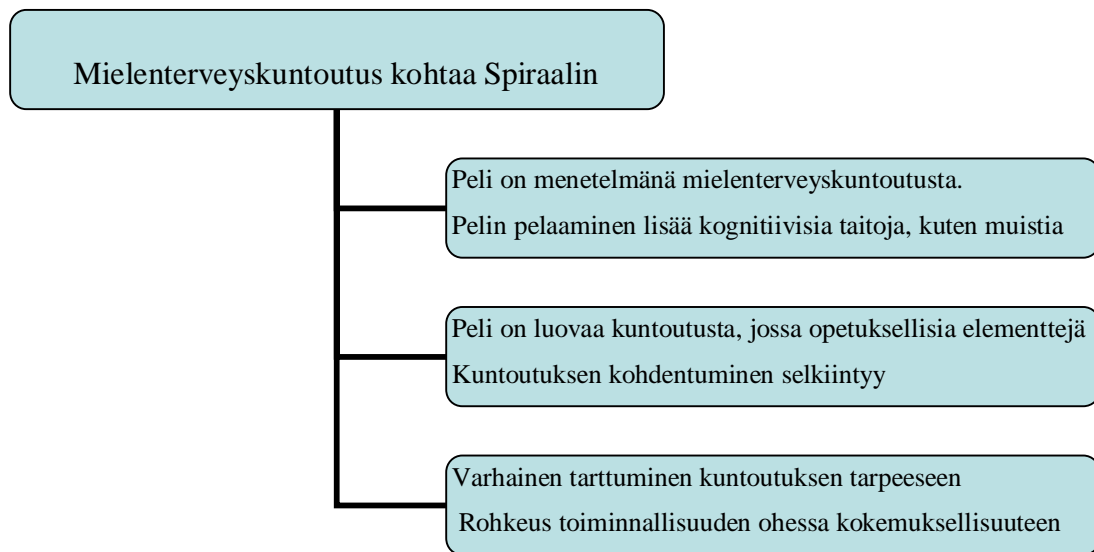 Mielenterveyskuntoutus kohtaa Spiraalin
Peli on menetelmänä mielenterveyskuntoutusta.
Pelin pelaaminen lisää kognitiivisia taitoja, kuten muistia
Peli on luovaa kuntoutusta, jossa opetuksellisia elementtejä
Kuntoutuksen kohdentuminen selkiintyy
Varhainen tarttuminen kuntoutuksen tarpeeseen
Rohkeus toiminnallisuuden ohessa kokemuksellisuuteen